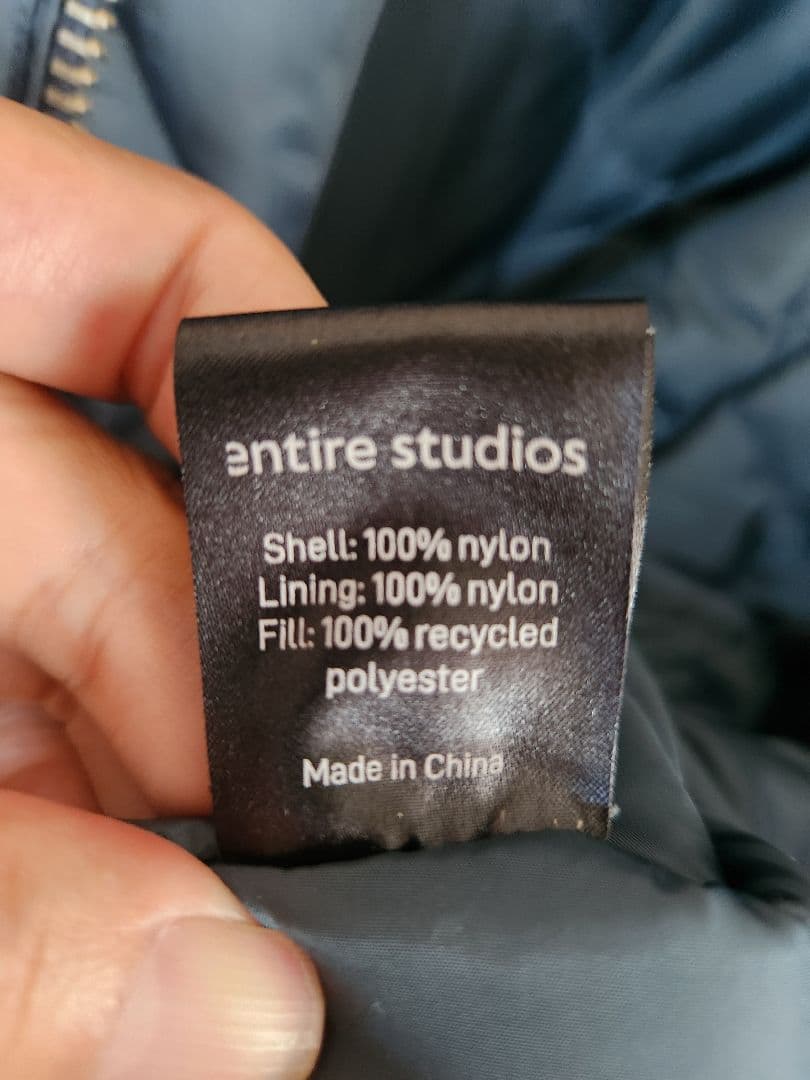 entire studios
Shell: 100% nylon
Lining: 100% nylon
Fill: 100% recycled
polyester
Made in China